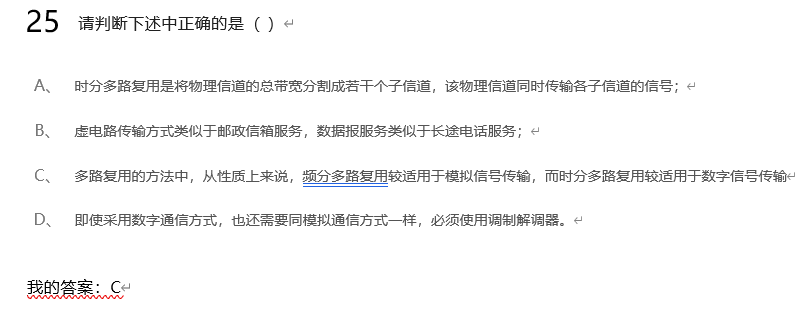 25 请判断下述中正确的是（ ）↵
A、 时分多路复用是将物理信道的总带宽分割成若干个子信道，该物理信道同时传输各子信道的信号；↵
B、 虚电路传输方式类似于邮政信箱服务，数据报服务类似于长途电话服务；↵
C、 多路复用的方法中，从性质上来说，频分多路复用较适用于模拟信号传输，而时分多路复用较适用于数字信号传输↵
D、 即使采用数字通信方式，也还需要同模拟通信方式一样，必须使用调制解调器。↵
我的答案：C↵